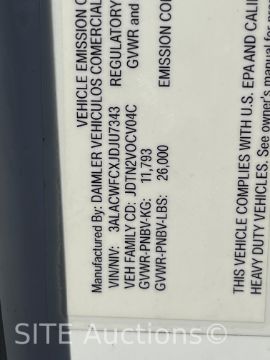 VEHICLE EMISSION
Manufactured By: DAIMLER VEHICULOS COMERCIAL
VIN/NIV: 3ALACWFCXJDJU7343 REGULATORY
VEH FAMILY CD: JDTN2VOCV04C GVWR and
GVWR-PNBV-KG: 11,793
GVWR-PNBV-LBS: 26,000 EMISSION CO
THIS VEHICLE COMPLIES WITH U.S. EPA AND CALI
HEAVY DUTY VEHICLES. See owner's manual for
SITE Auctions©